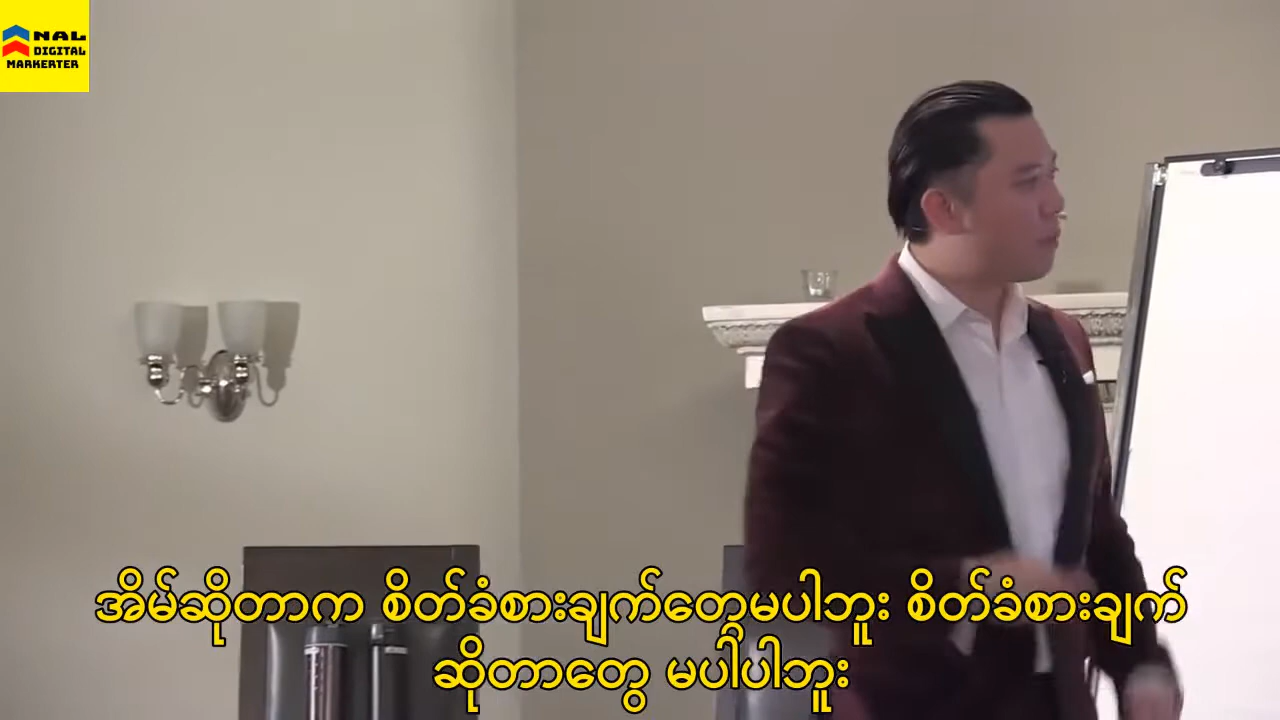 NAL
DIGITAL
MARKERTER
အိမ်ဆိုတာက စိတ်ခံစားချက်တွေမပါဘူး စိတ်ခံစားချက်
ဆိုတာတွေ မပါပါဘူး